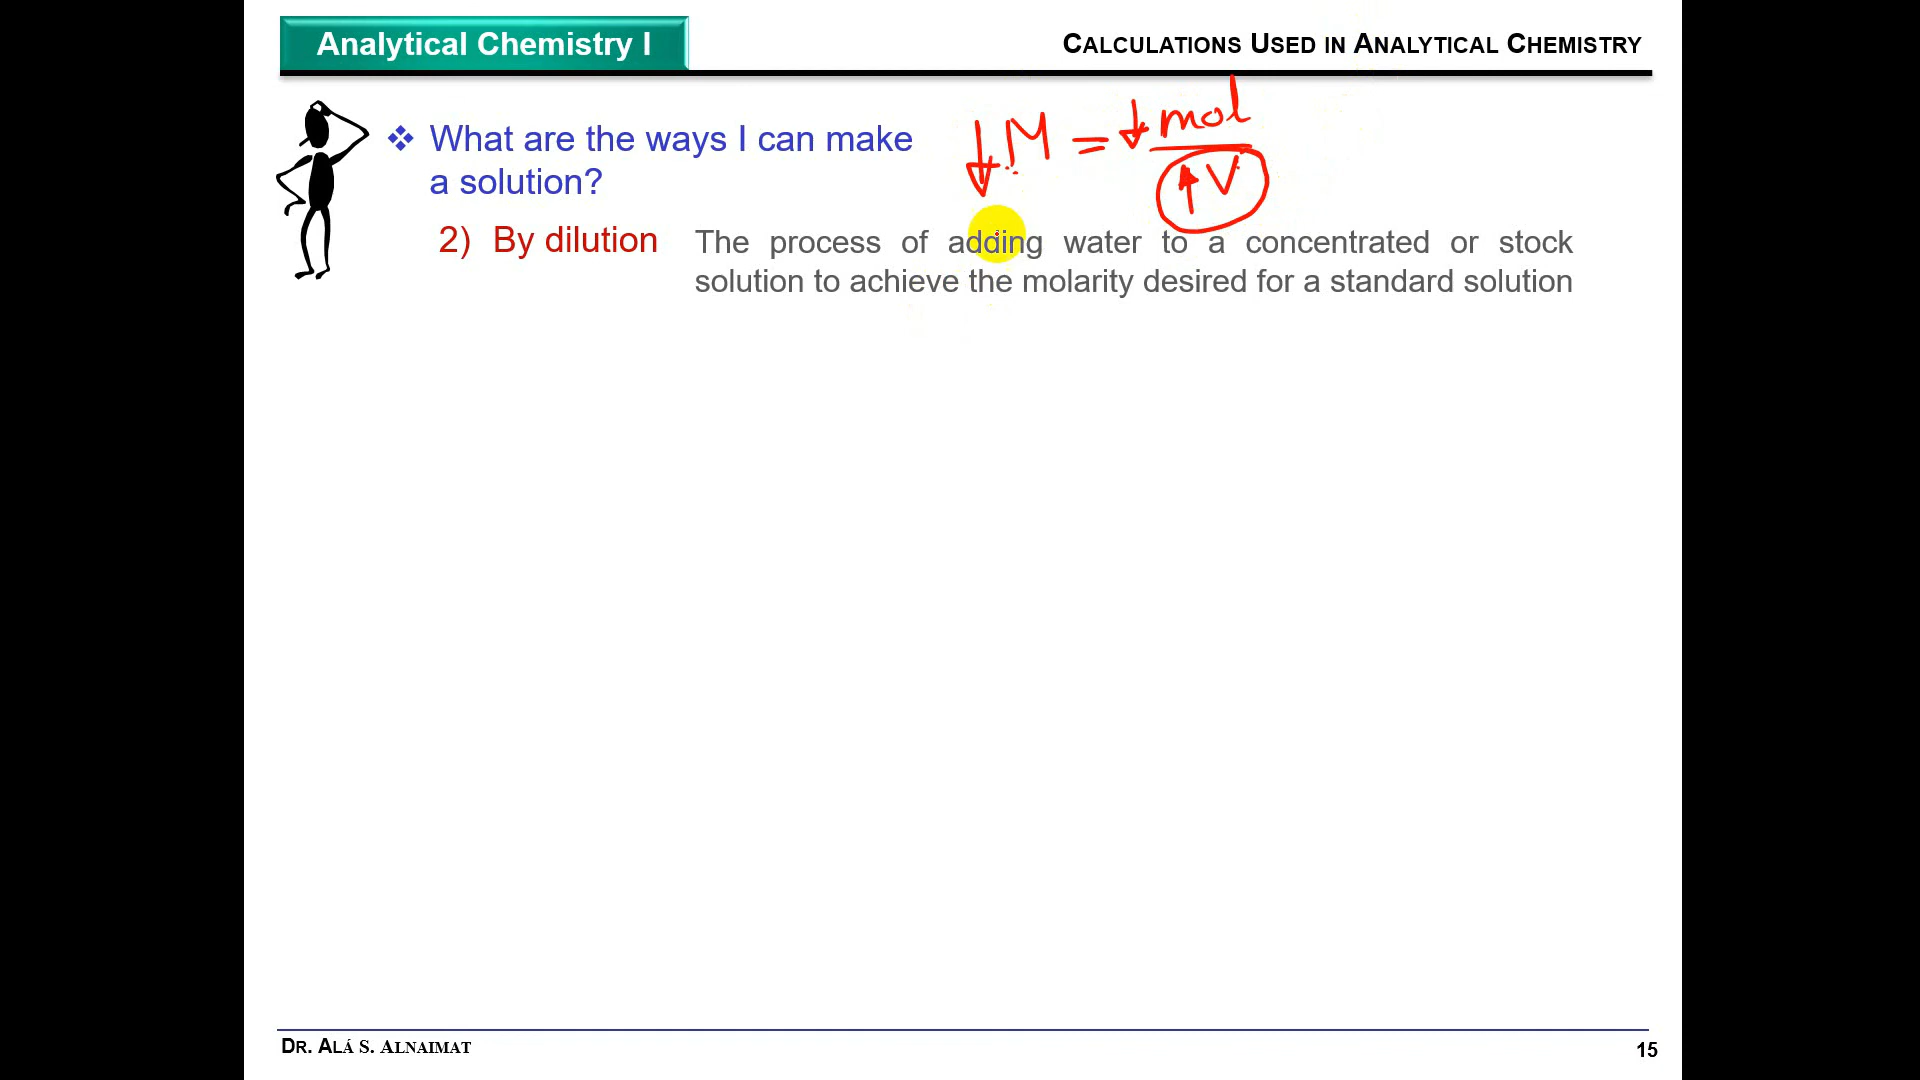 Analytical Chemistry I
CALCULATIONS USED IN ANALYTICAL CHEMISTRY
❖ What are the ways I can make
a solution?
↓M = ↓mol
↑V
2) By dilution
The process of adding water to a concentrated or stock
solution to achieve the molarity desired for a standard solution
DR. ALÁ S. ALNAIMAT
15